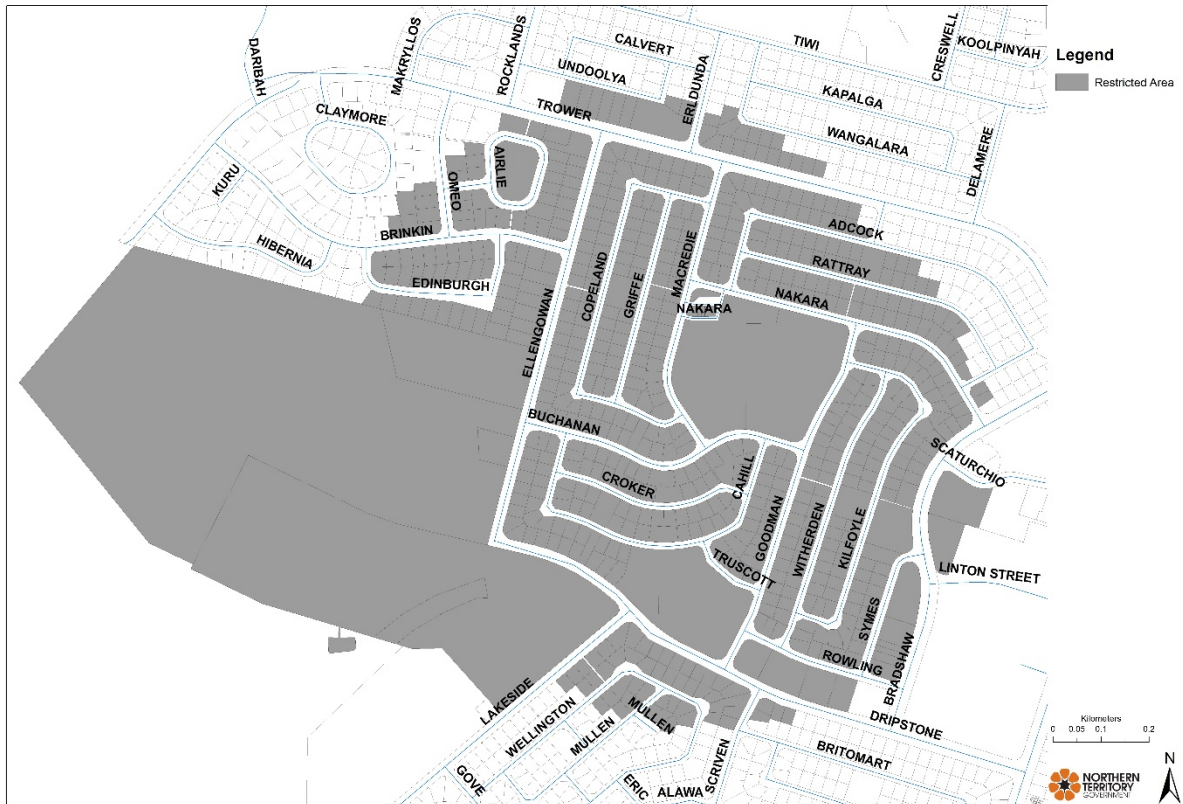 DARIBAH
MAKRYLLOS
ROCKLANDS
CALVERT
UNDOOLYA
ERLDUNDA
TIWI
CRESWELL
KOOLPINYAH
KAPALGA
WANGALARA
DELAMERE
CLAYMORE
TROWER
KURU
OMEO
AIRLIE
HIBERNIA
BRINKIN
EDINBURGH
ELLENGOWAN
COPELAND
GRIFFE
MACREDIE
ADCOCK
RATTRAY
NAKARA
NAKARA
BUCHANAN
CROKER
CAHILL
GOODMAN
WITHERDEN
KILFOYLE
SCATURCHIO
TRUSCOTT
LINTON STREET
SYMES
ROWLING
BRADSHAW
LAKESIDE
WELLINGTON
MULLEN
MULLEN
SCRIVEN
DRIPSTONE
BRITOMART
GOVE
ERIC
ALAWA
Legend
Restricted Area
Kilometers
0 0.05 0.1 0.2
N
NORTHERN
TERRITORY
GOVERNMENT